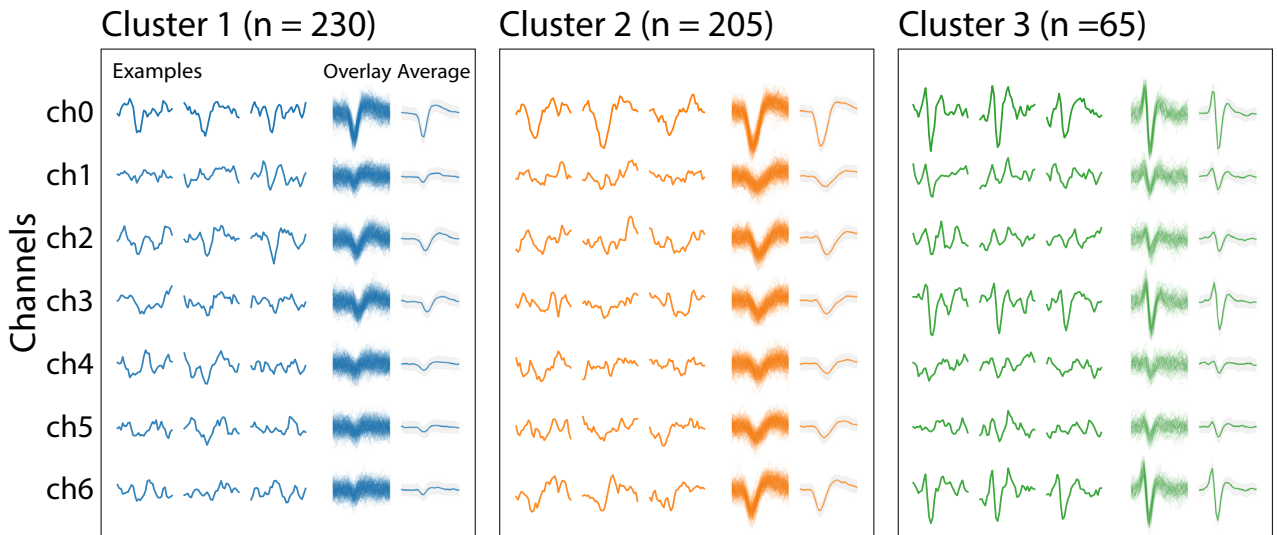 Cluster 1 (n = 230)
Cluster 2 (n = 205)
Cluster 3 (n =65)
Examples
Overlay Average
Channels
ch0
ch1
ch2
ch3
ch4
ch5
ch6